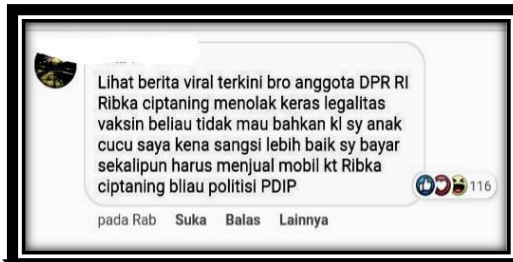 Lihat berita viral terkini bro anggota DPR RI
Ribka ciptaning menolak keras legalitas
vaksin beliau tidak mau bahkan kl sy anak
cucu saya kena sangsi lebih baik sy bayar
sekalipun harus menjual mobil kt Ribka
ciptaning bliau politisi PDIP
116
pada Rab Suka Balas Lainnya